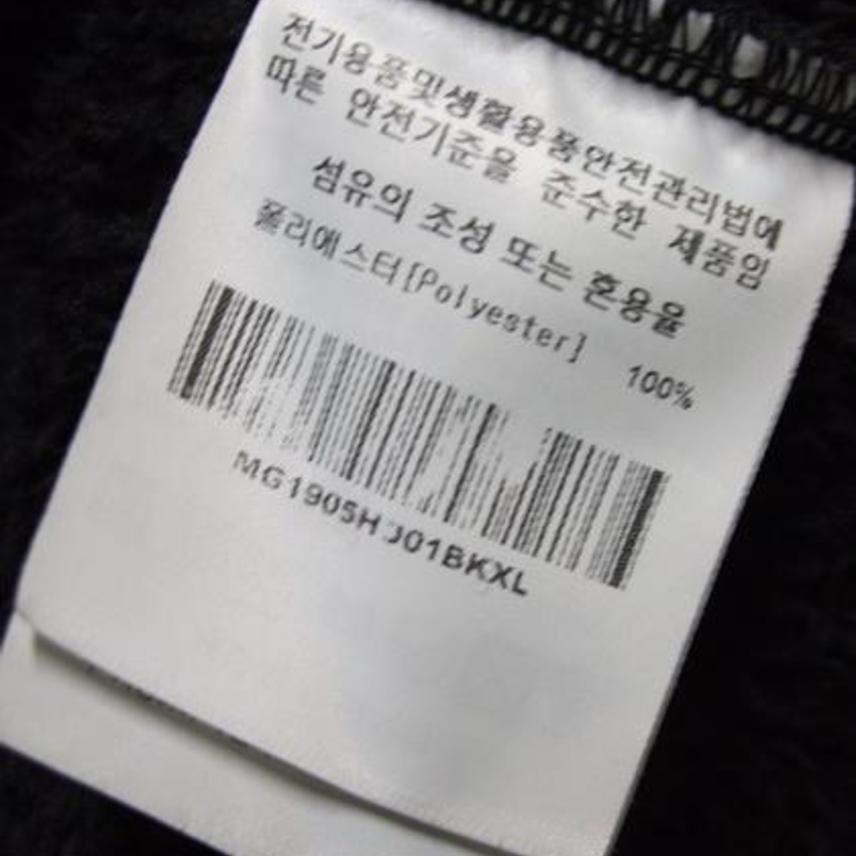 전기용품및생활용품안전관리법에
따른 안전기준을 준수한 제품임
섬유의 조성 또는 혼용율
폴리에스터[Polyester] 100%